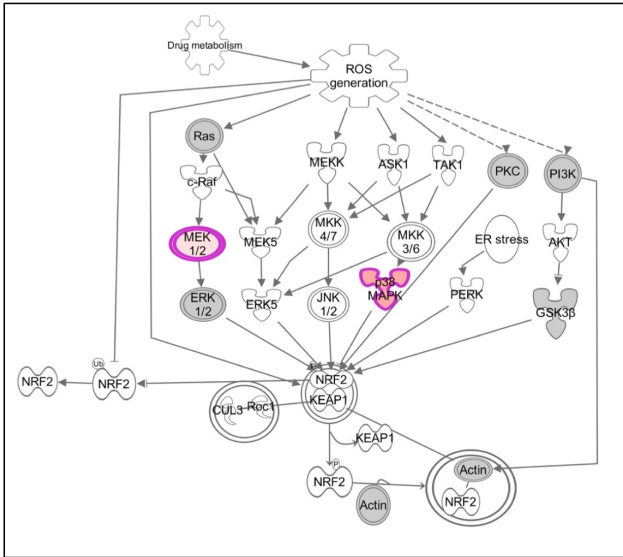 Drug metabolism
ROS
generation
Ras
MEKK
ASK1
TAK1
PKC
PI3K
c-Raf
MEK
1/2
MEK5
MKK
4/7
MKK
3/6
ER stress
AKT
ERK
1/2
ERK5
JNK
1/2
p38
MAPK
PERK
GSK3β
Ub
NRF2
NRF2
P
NRF2
KEAP1
CUL3
Roc1
KEAP1
P
NRF2
Actin
Actin
NRF2